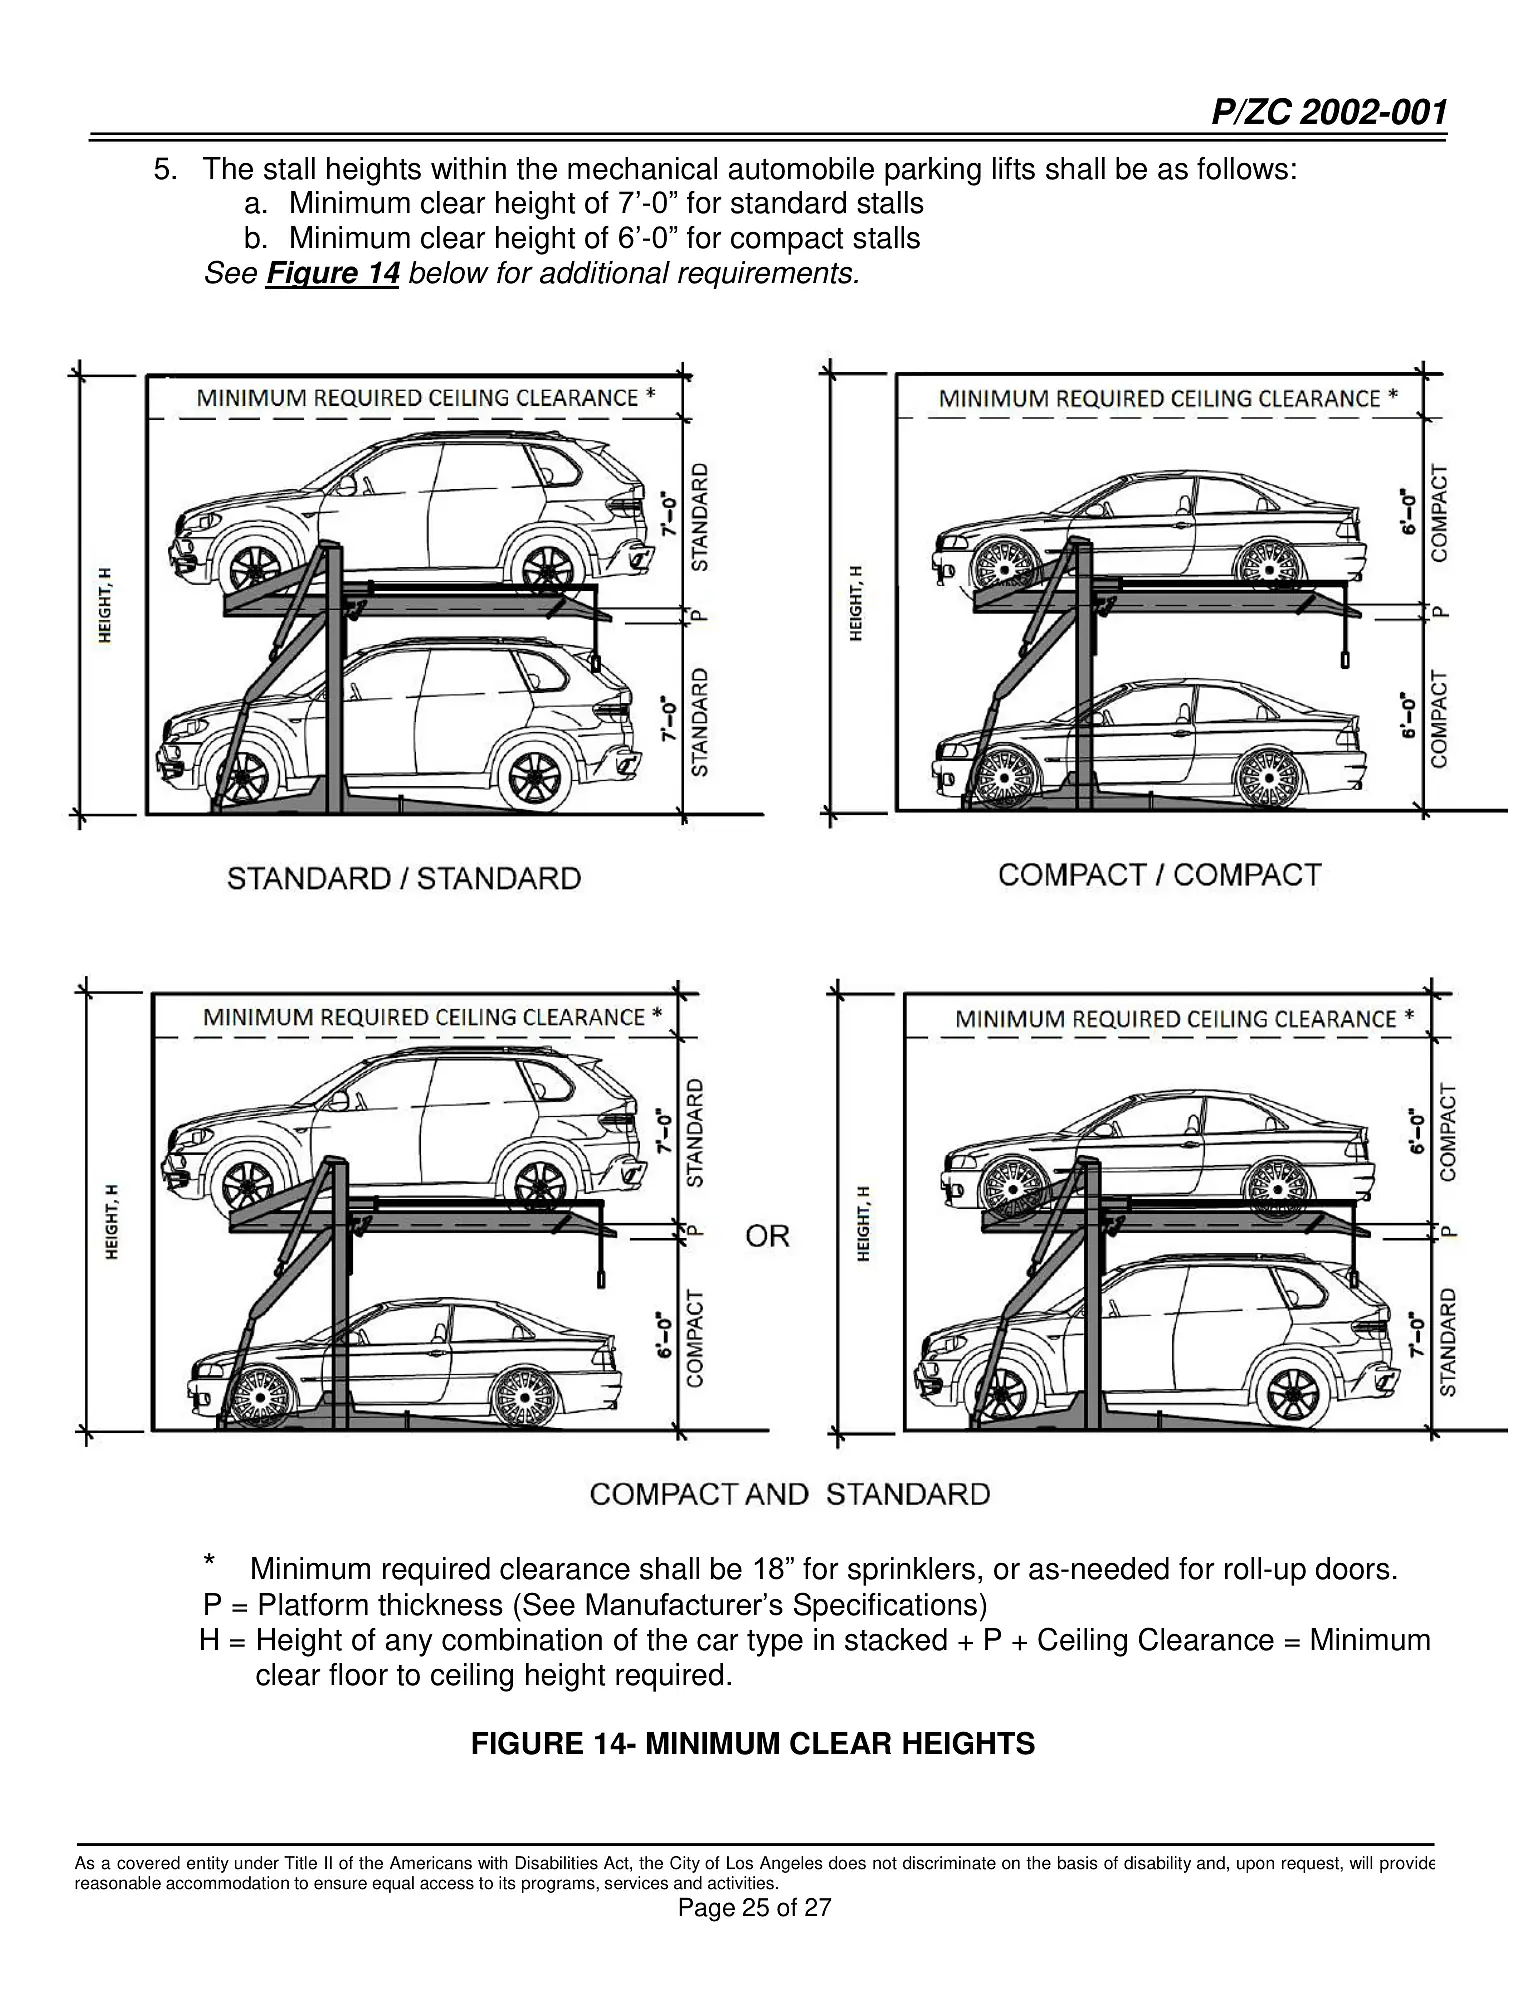 P/ZC 2002-001
5. The stall heights within the mechanical automobile parking lifts shall be as follows:
a. Minimum clear height of 7’-0” for standard stalls
b. Minimum clear height of 6’-0” for compact stalls
See Figure 14 below for additional requirements.
MINIMUM REQUIRED CEILING CLEARANCE *
HEIGHT, H
7'-0"
STANDARD
P
7'-0"
STANDARD
STANDARD / STANDARD
MINIMUM REQUIRED CEILING CLEARANCE *
HEIGHT, H
6'-0"
COMPACT
P
6'-0"
COMPACT
COMPACT / COMPACT
MINIMUM REQUIRED CEILING CLEARANCE *
HEIGHT, H
7'-0"
STANDARD
P
6'-0"
COMPACT
OR
MINIMUM REQUIRED CEILING CLEARANCE *
HEIGHT, H
6'-0"
COMPACT
P
7'-0"
STANDARD
COMPACT AND STANDARD
* Minimum required clearance shall be 18” for sprinklers, or as-needed for roll-up doors.
P = Platform thickness (See Manufacturer’s Specifications)
H = Height of any combination of the car type in stacked + P + Ceiling Clearance = Minimum
clear floor to ceiling height required.
FIGURE 14- MINIMUM CLEAR HEIGHTS
As a covered entity under Title II of the Americans with Disabilities Act, the City of Los Angeles does not discriminate on the basis of disability and, upon request, will provide
reasonable accommodation to ensure equal access to its programs, services and activities.
Page 25 of 27